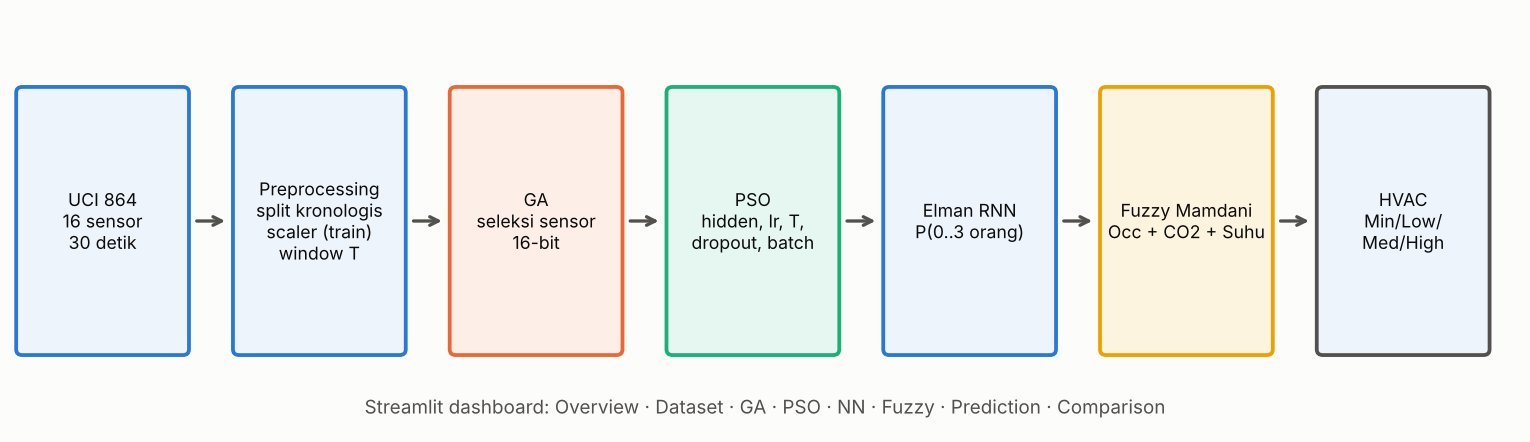 UCI 864
16 sensor
30 detik
Preprocessing
split kronologis
scaler (train)
window T
GA
seleksi sensor
16-bit
PSO
hidden, lr, T,
dropout, batch
Elman RNN
P(0..3 orang)
Fuzzy Mamdani
Occ + CO2 + Suhu
HVAC
Min/Low/
Med/High
Streamlit dashboard: Overview · Dataset · GA · PSO · NN · Fuzzy · Prediction · Comparison